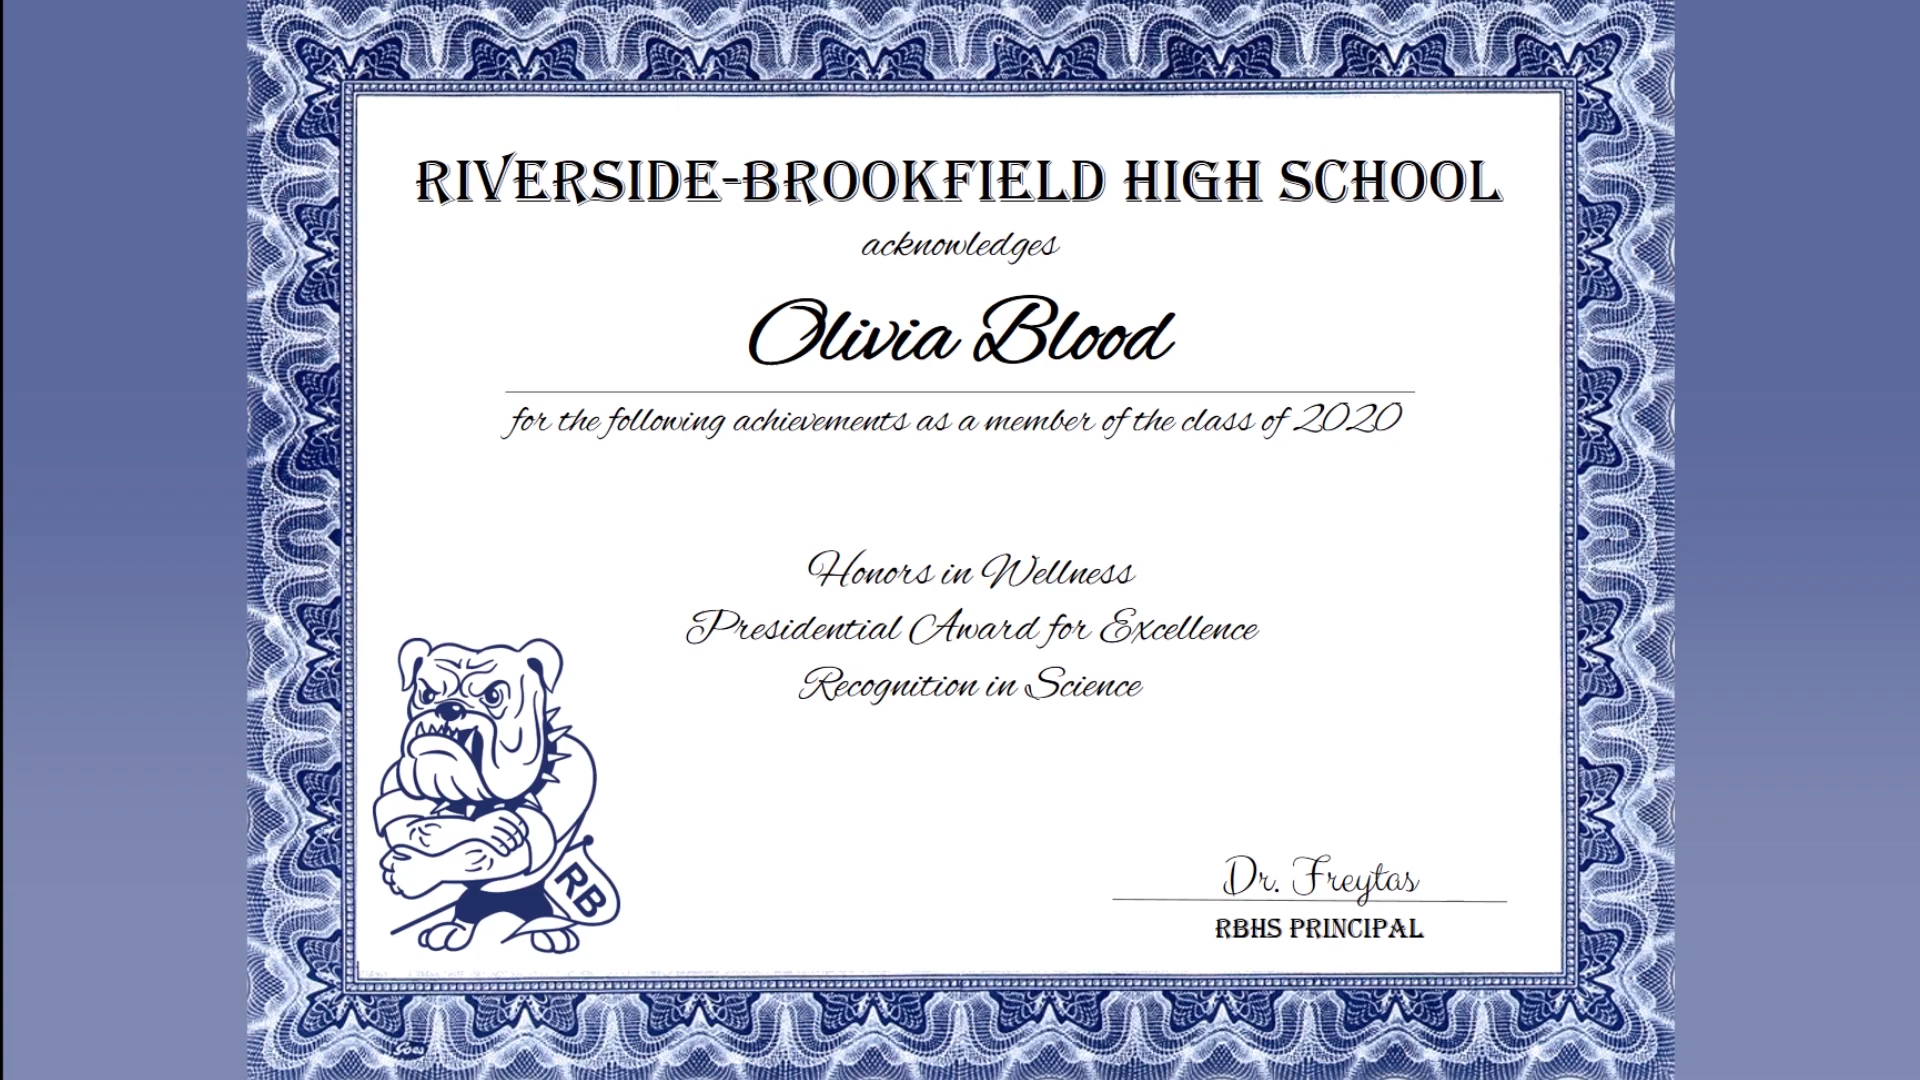 RIVERSIDE-BROOKFIELD HIGH SCHOOL
acknowledges
Olivia Blood
for the following achievements as a member of the class of 2020
Honors in Wellness
Presidential Award for Excellence
Recognition in Science
RB
Dr. Freytas
RBHS PRINCIPAL
Goes